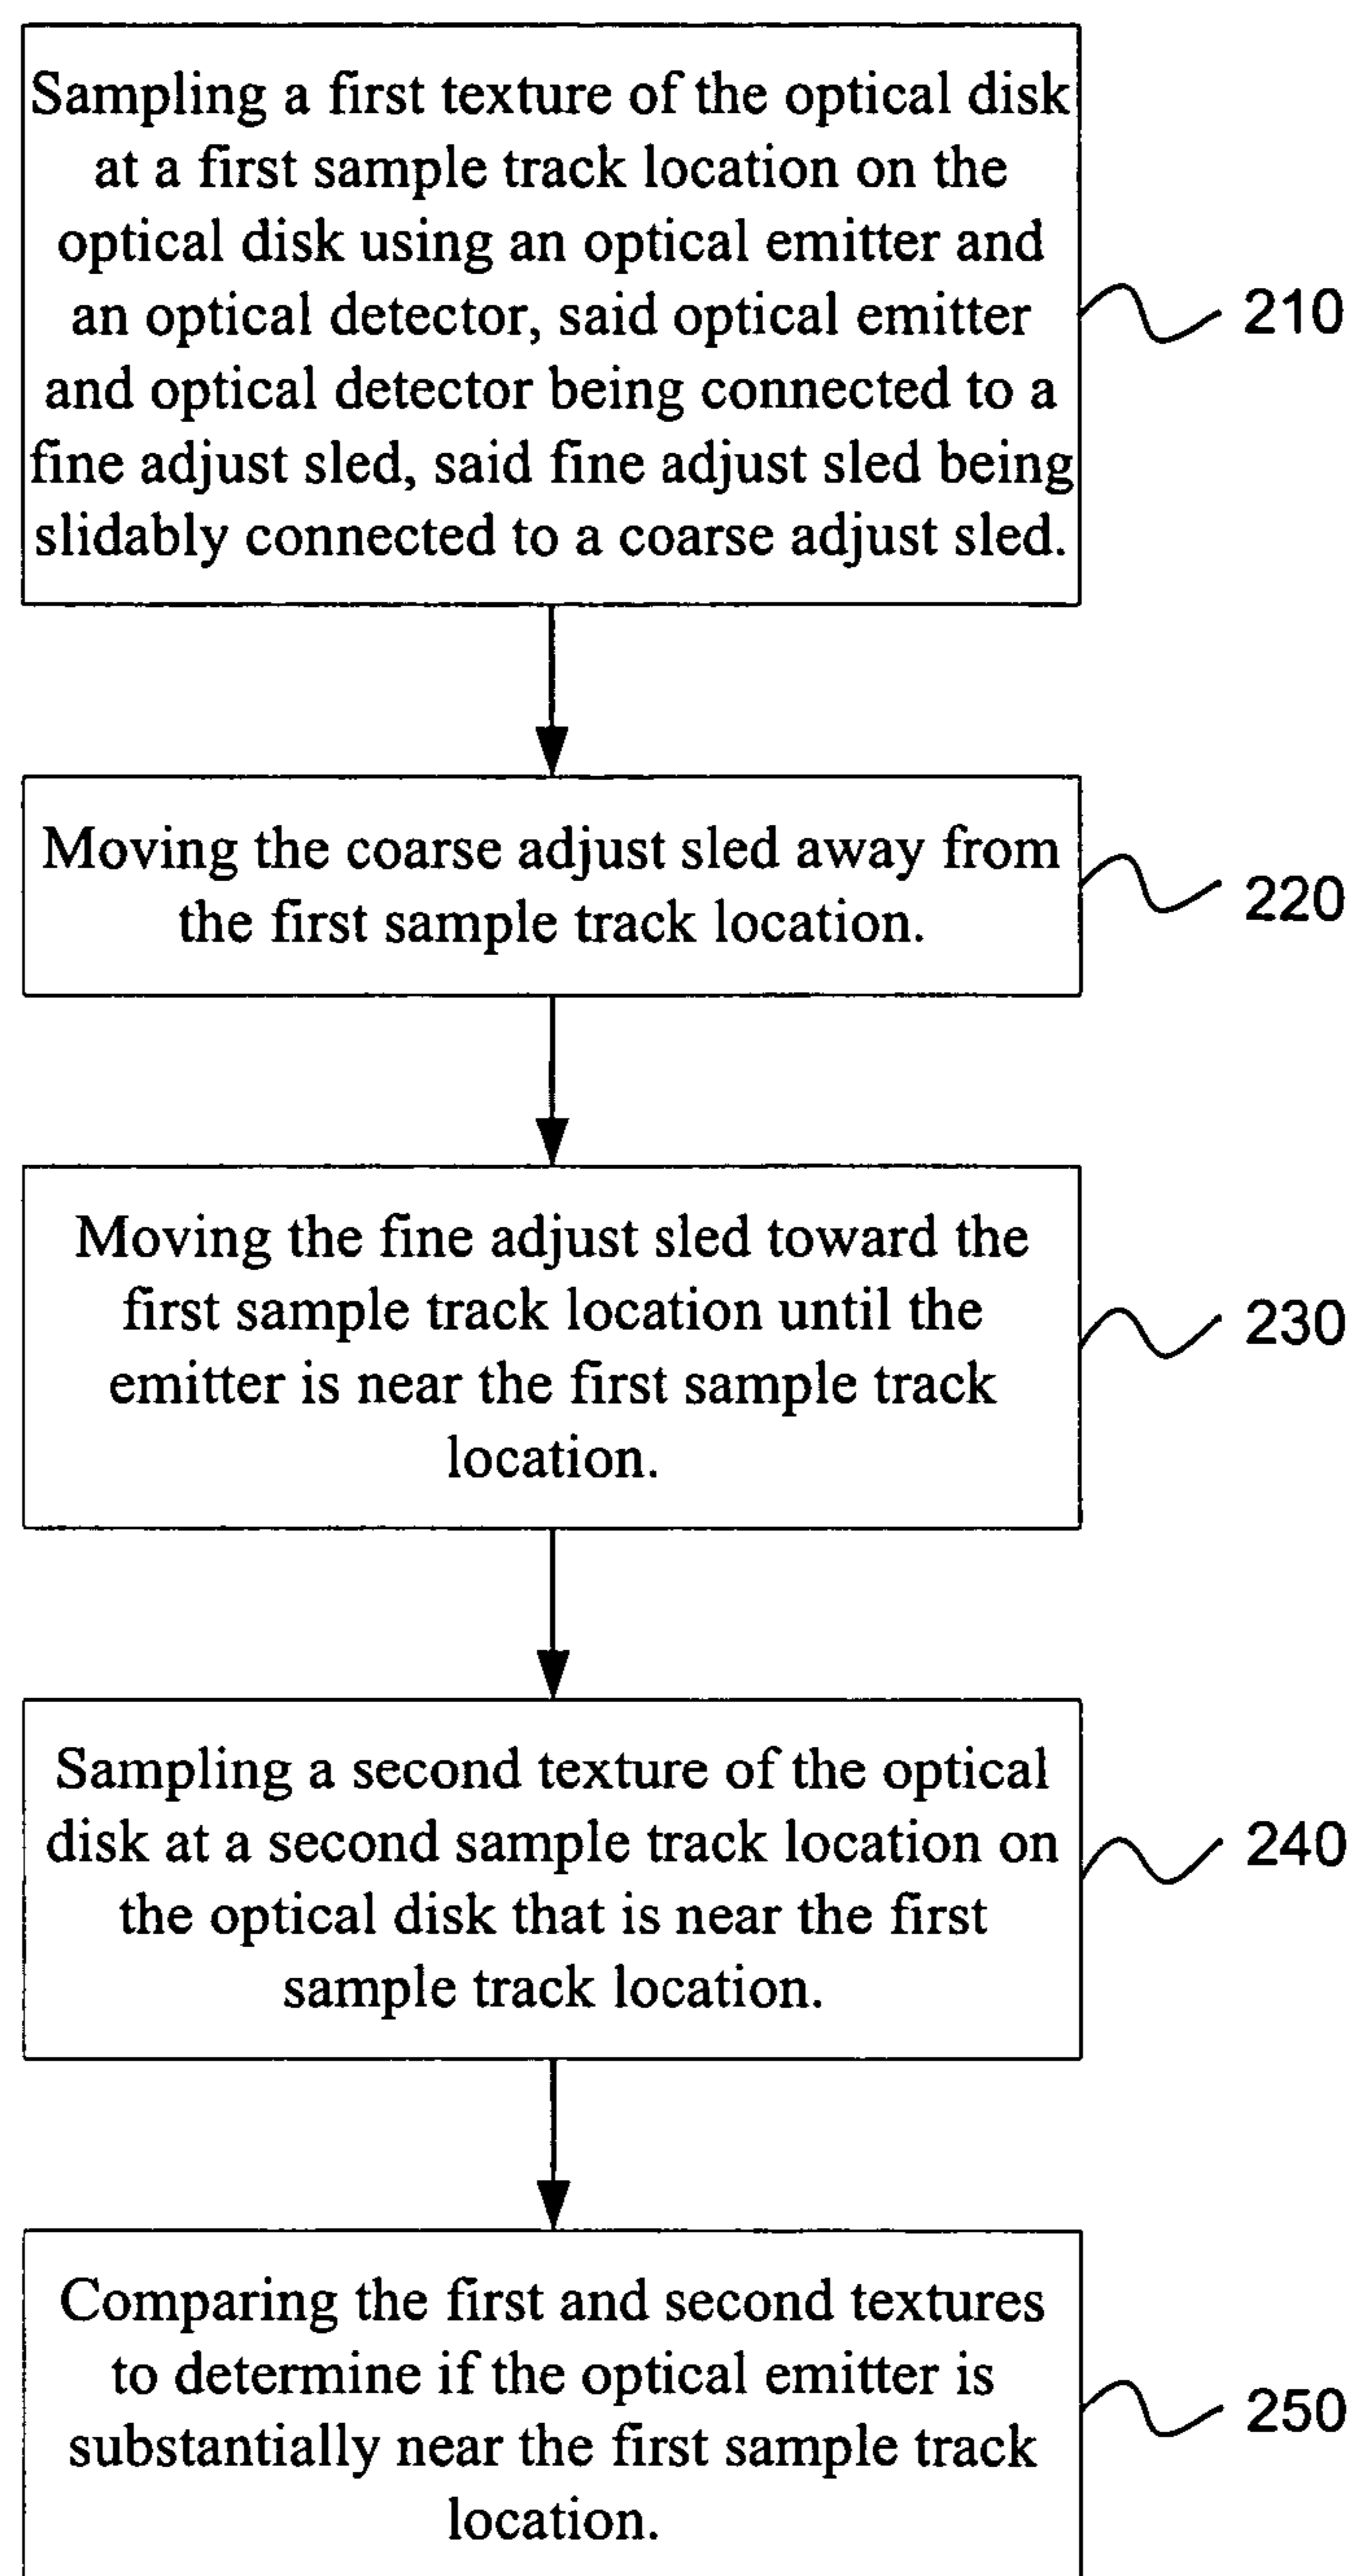 Sampling a first texture of the optical disk
at a first sample track location on the
optical disk using an optical emitter and
an optical detector, said optical emitter
and optical detector being connected to a
fine adjust sled, said fine adjust sled being
slidably connected to a coarse adjust sled.
210
Moving the coarse adjust sled away from
the first sample track location.
220
Moving the fine adjust sled toward the
first sample track location until the
emitter is near the first sample track
location.
230
Sampling a second texture of the optical
disk at a second sample track location on
the optical disk that is near the first
sample track location.
240
Comparing the first and second textures
to determine if the optical emitter is
substantially near the first sample track
location.
250